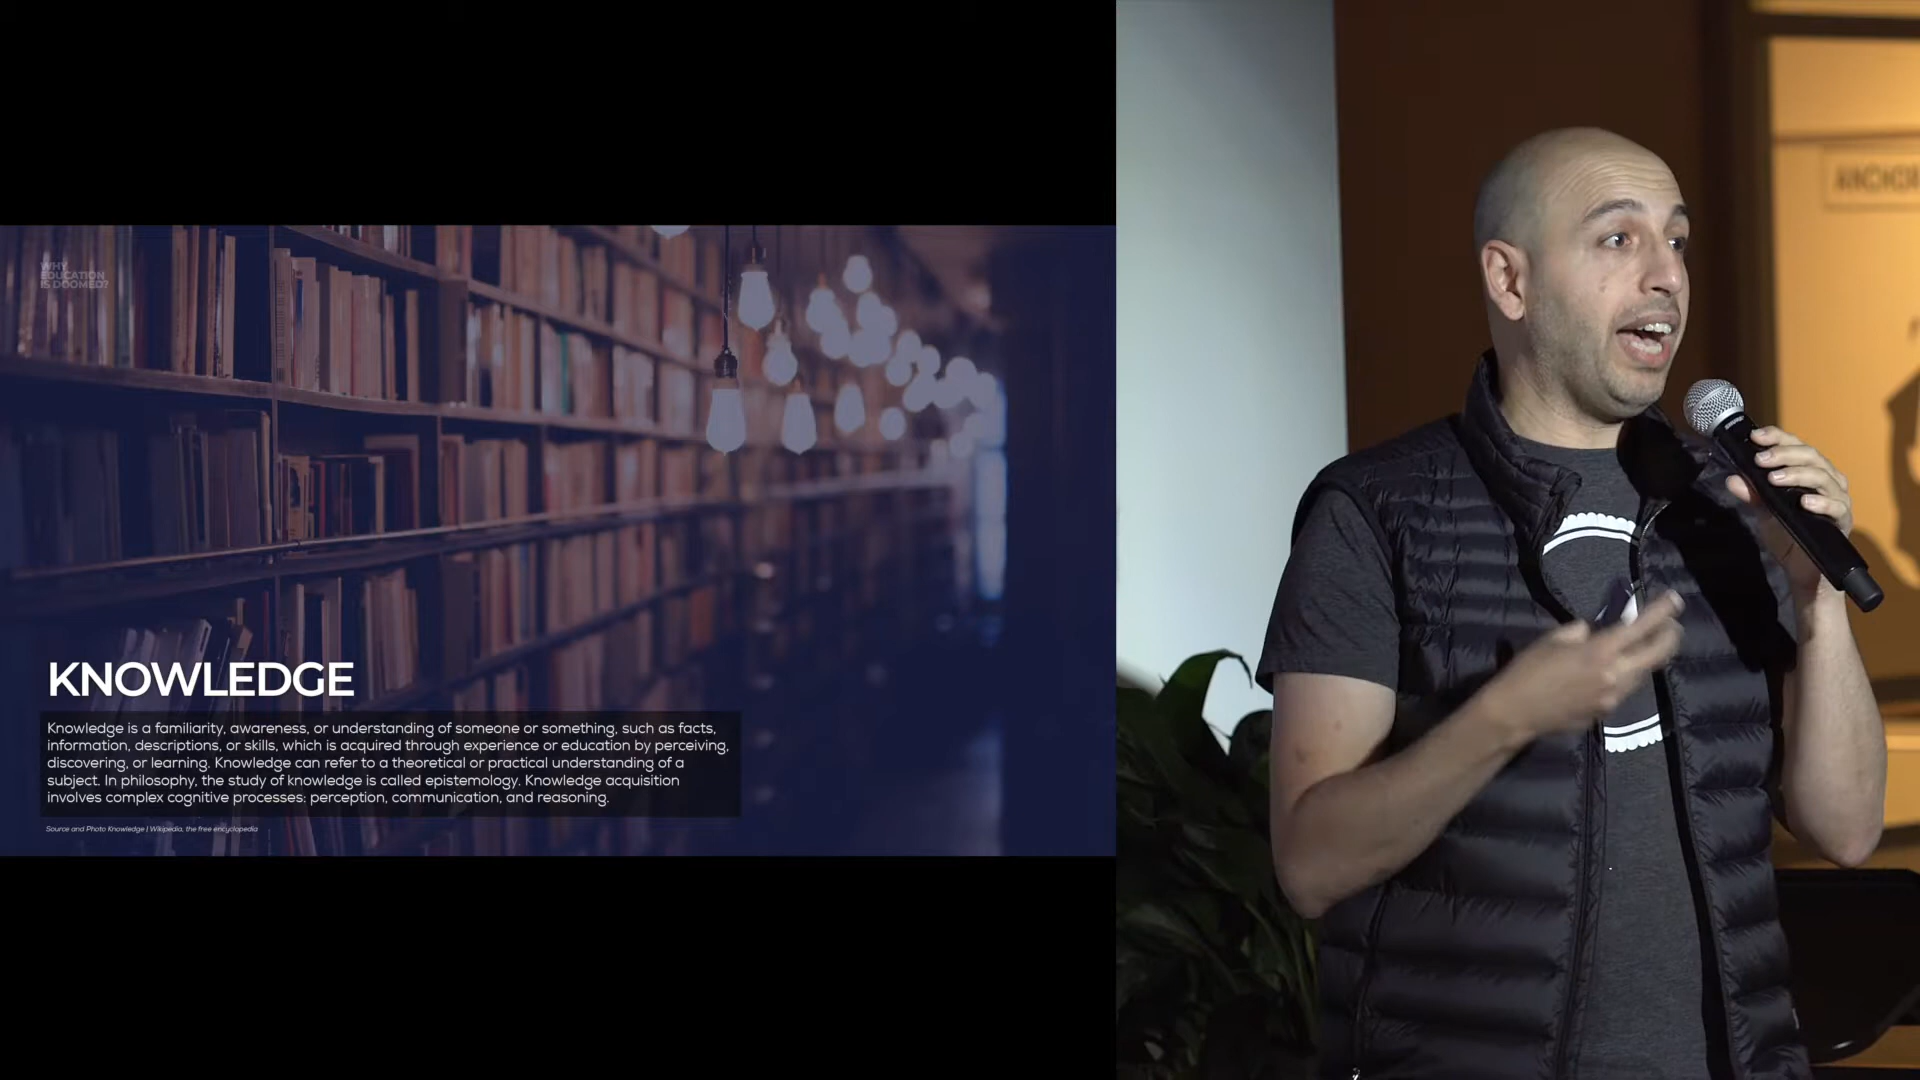 WHY
EDUCATION
IS DOOMED?
KNOWLEDGE
Knowledge is a familiarity, awareness, or understanding of someone or something, such as facts,
information, descriptions, or skills, which is acquired through experience or education by perceiving,
discovering, or learning. Knowledge can refer to a theoretical or practical understanding of a
subject. In philosophy, the study of knowledge is called epistemology. Knowledge acquisition
involves complex cognitive processes: perception, communication, and reasoning.
Source and Photo Knowledge | Wikipedia, the free encyclopedia